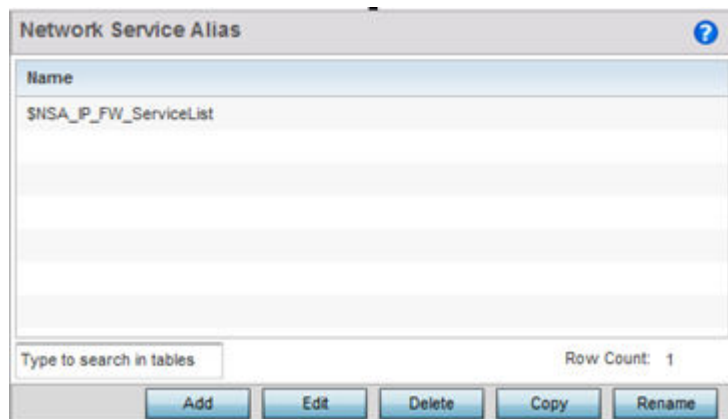 Network Service Alias ?
Name
$NSA_IP_FW_ServiceList
Type to search in tables Row Count: 1
Add Edit Delete Copy Rename